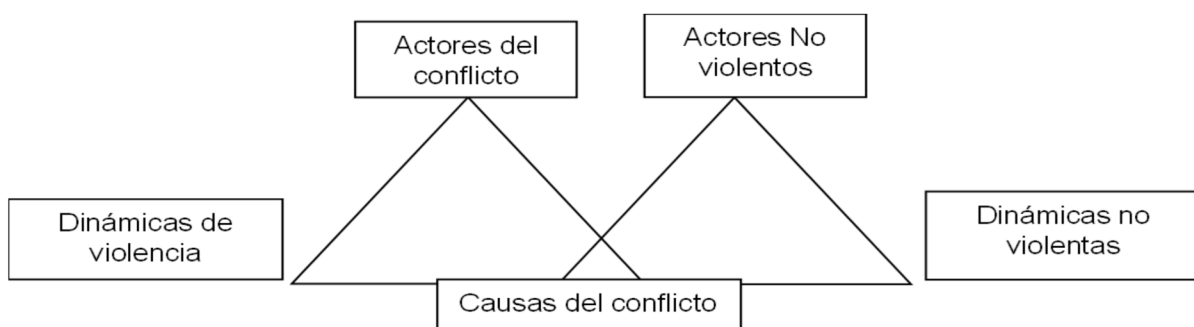 Actores del
conflicto
Actores No
violentos
Dinámicas de
violencia
Dinámicas no
violentas
Causas del conflicto